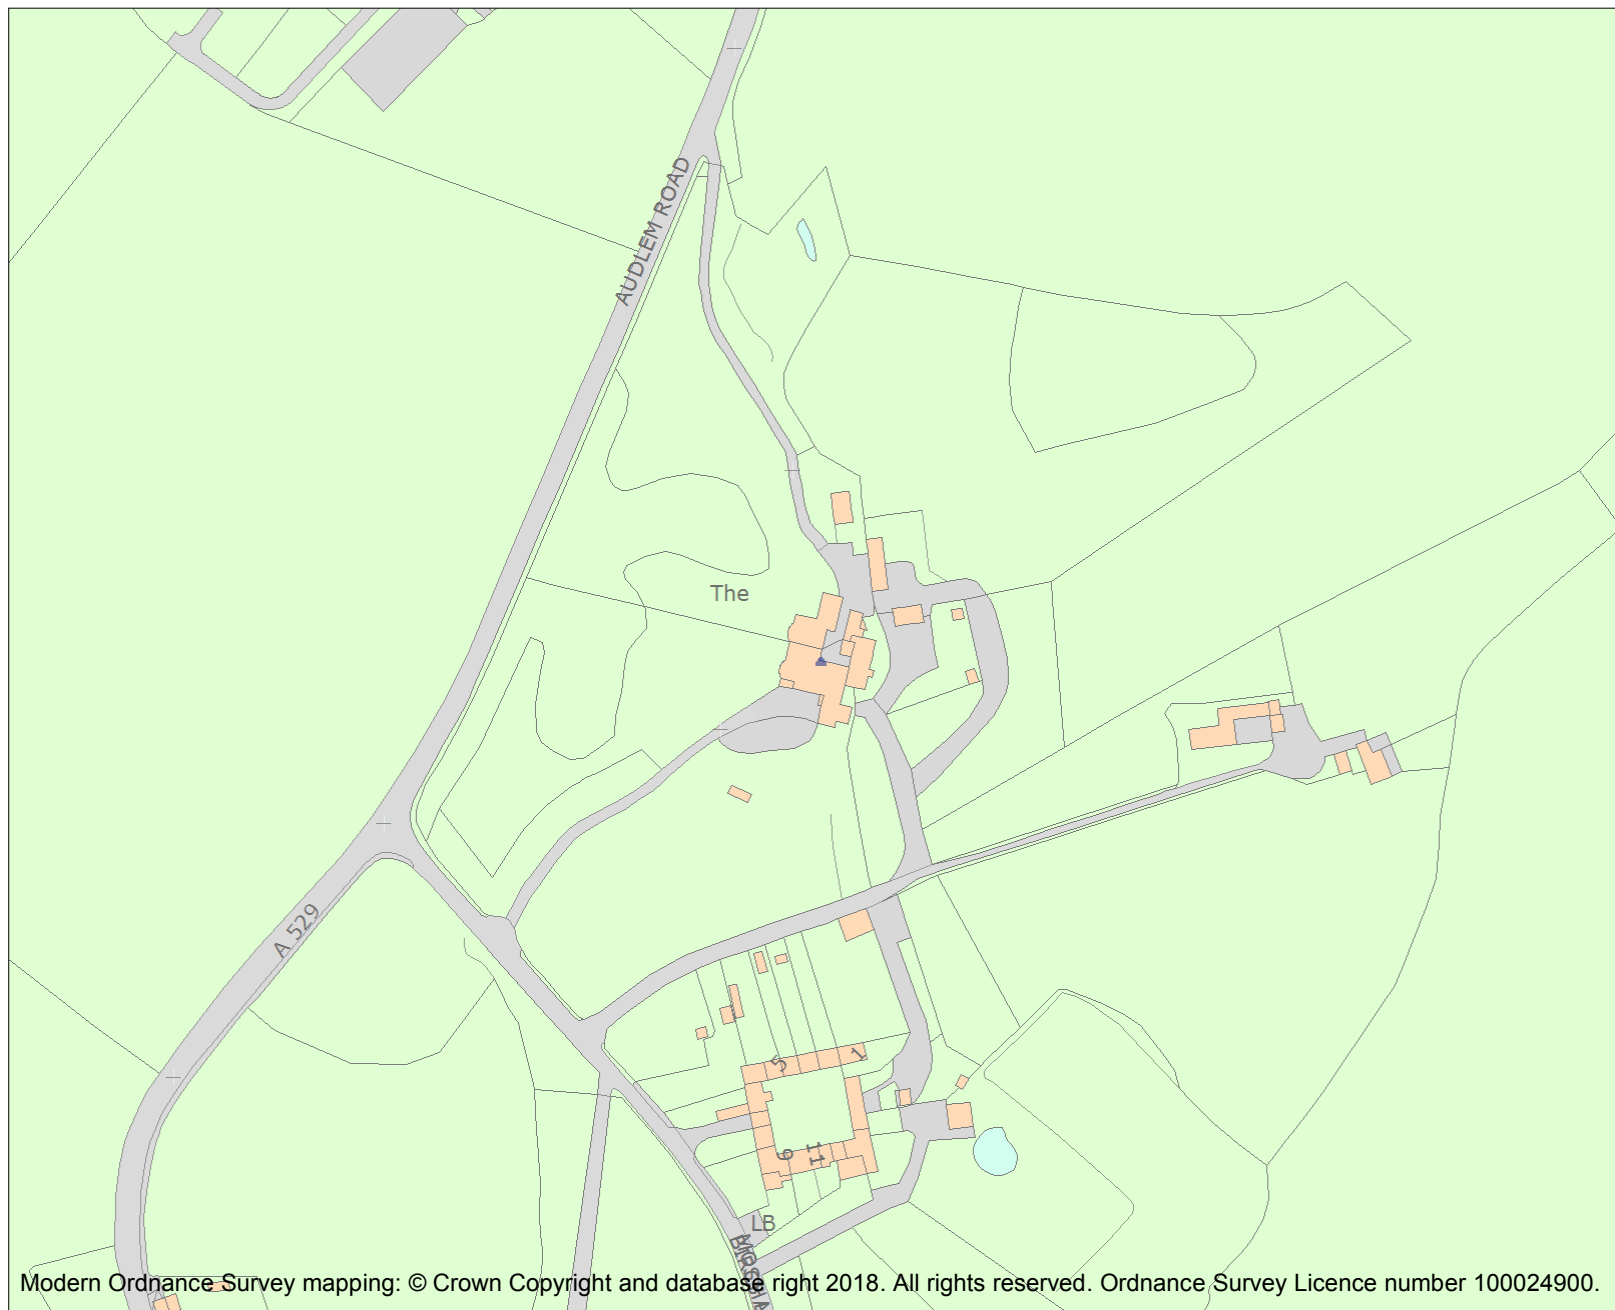 AUDLEM ROAD
The
A 529
5
1
9
11
LB
Modern Ordnance Survey mapping: © Crown Copyright and database right 2018. All rights reserved. Ordnance Survey Licence number 100024900.